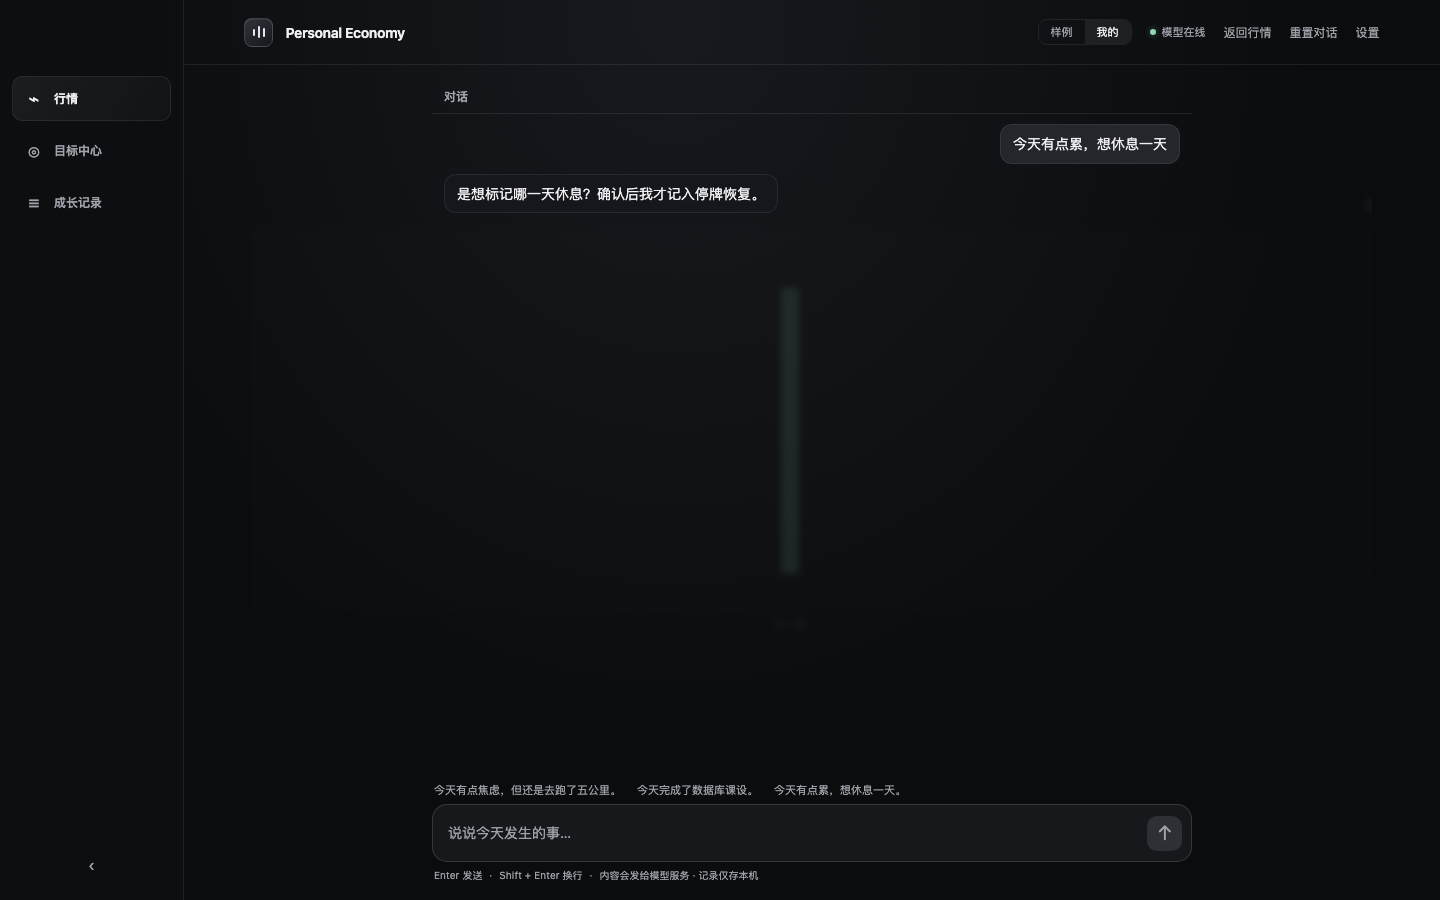 Personal Economy
样例
我的
模型在线
返回行情
重置对话
设置
行情
目标中心
成长记录
对话
今天有点累，想休息一天
是想标记哪一天休息？确认后我才记入停牌恢复。
今天有点焦虑，但还是去跑了五公里。
今天完成了数据库课设。
今天有点累，想休息一天。
说说今天发生的事...
Enter 发送 · Shift + Enter 换行 · 内容会发给模型服务 · 记录仅存本机